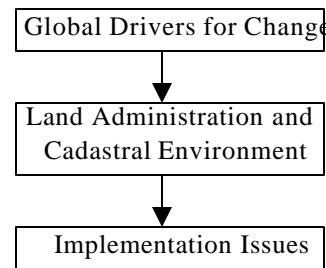 Global Drivers for Change
Land Administration and
Cadastral Environment
Implementation Issues